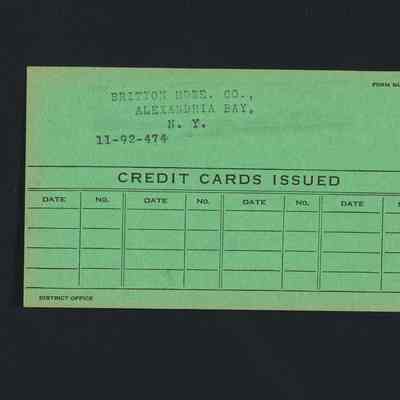 FORM
BRITTON HDWE. CO.,
ALEXANDRIA BAY,
N. Y.
11-92-474
CREDIT CARDS ISSUED
DATE No. DATE No. DATE No. DATE
DISTRICT OFFICE